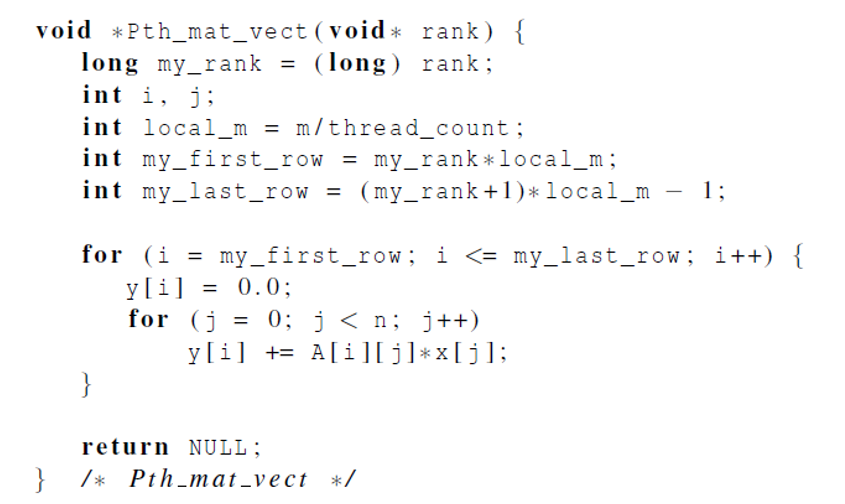 void *Pth_mat_vect(void* rank) {
   long my_rank = (long) rank;
   int i, j;
   int local_m = m/thread_count;
   int my_first_row = my_rank*local_m;
   int my_last_row = (my_rank+1)*local_m − 1;

   for (i = my_first_row; i <= my_last_row; i++) {
      y[i] = 0.0;
      for (j = 0; j < n; j++)
          y[i] += A[i][j]*x[j];
   }

   return NULL;
}  /* Pth_mat_vect */